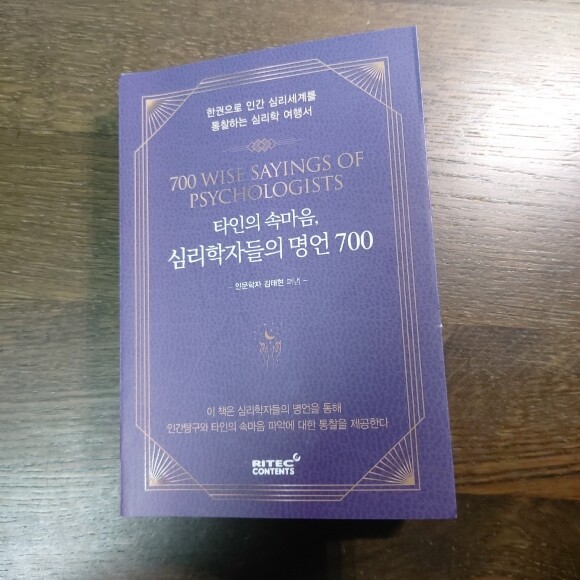 한권으로 인간 심리세계를
통찰하는 심리학 여행서
700 WISE SAYINGS OF
PSYCHOLOGISTS
타인의 속마음,
심리학자들의 명언 700
- 인문학자 김태현 엮음 -
이 책은 심리학자들의 명언을 통해
인간탐구와 타인의 속마음 파악에 대한 통찰을 제공한다
RITEC
CONTENTS